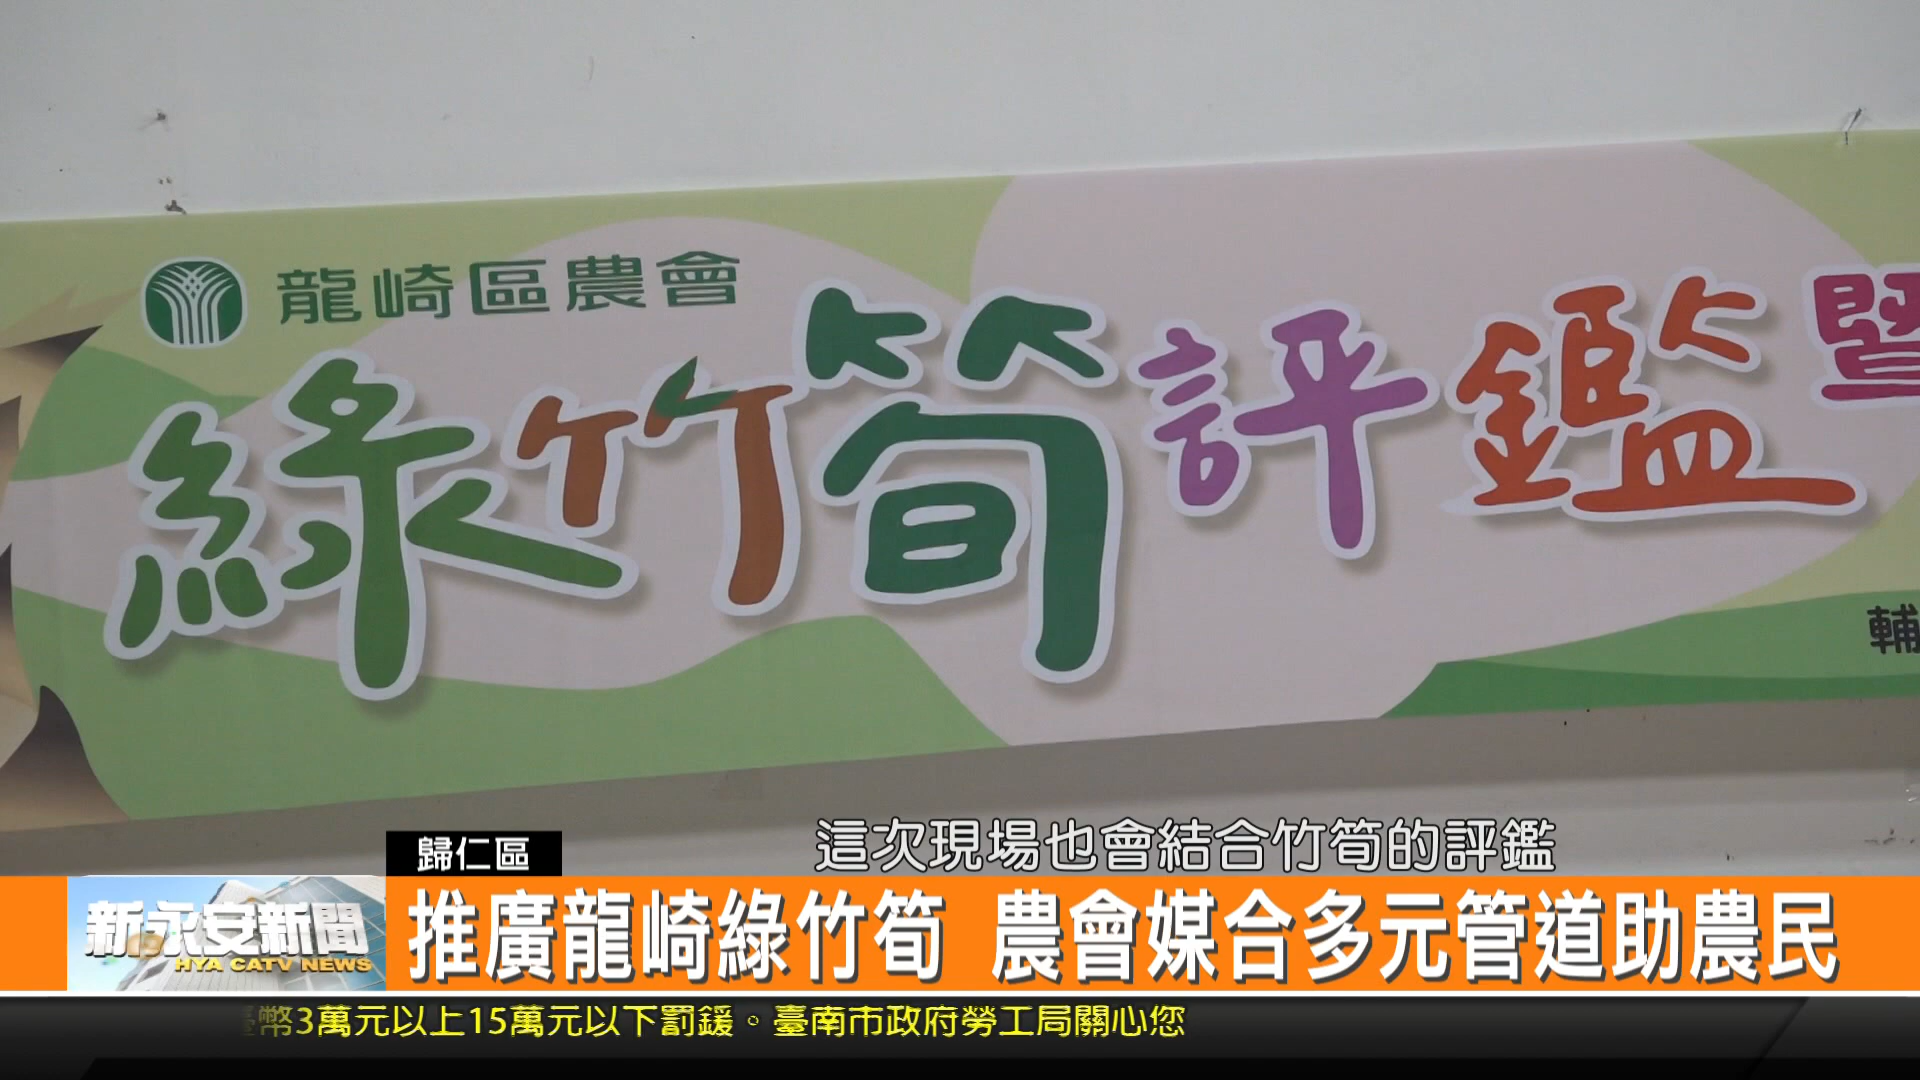 龍崎區農會
綠竹筍評鑑暨
輔
這次現場也會結合竹筍的評鑑
歸仁區
新永安新聞
HYA CATV NEWS
推廣龍崎綠竹筍 農會媒合多元管道助農民
幣3萬元以上15萬元以下罰鍰。臺南市政府勞工局關心您